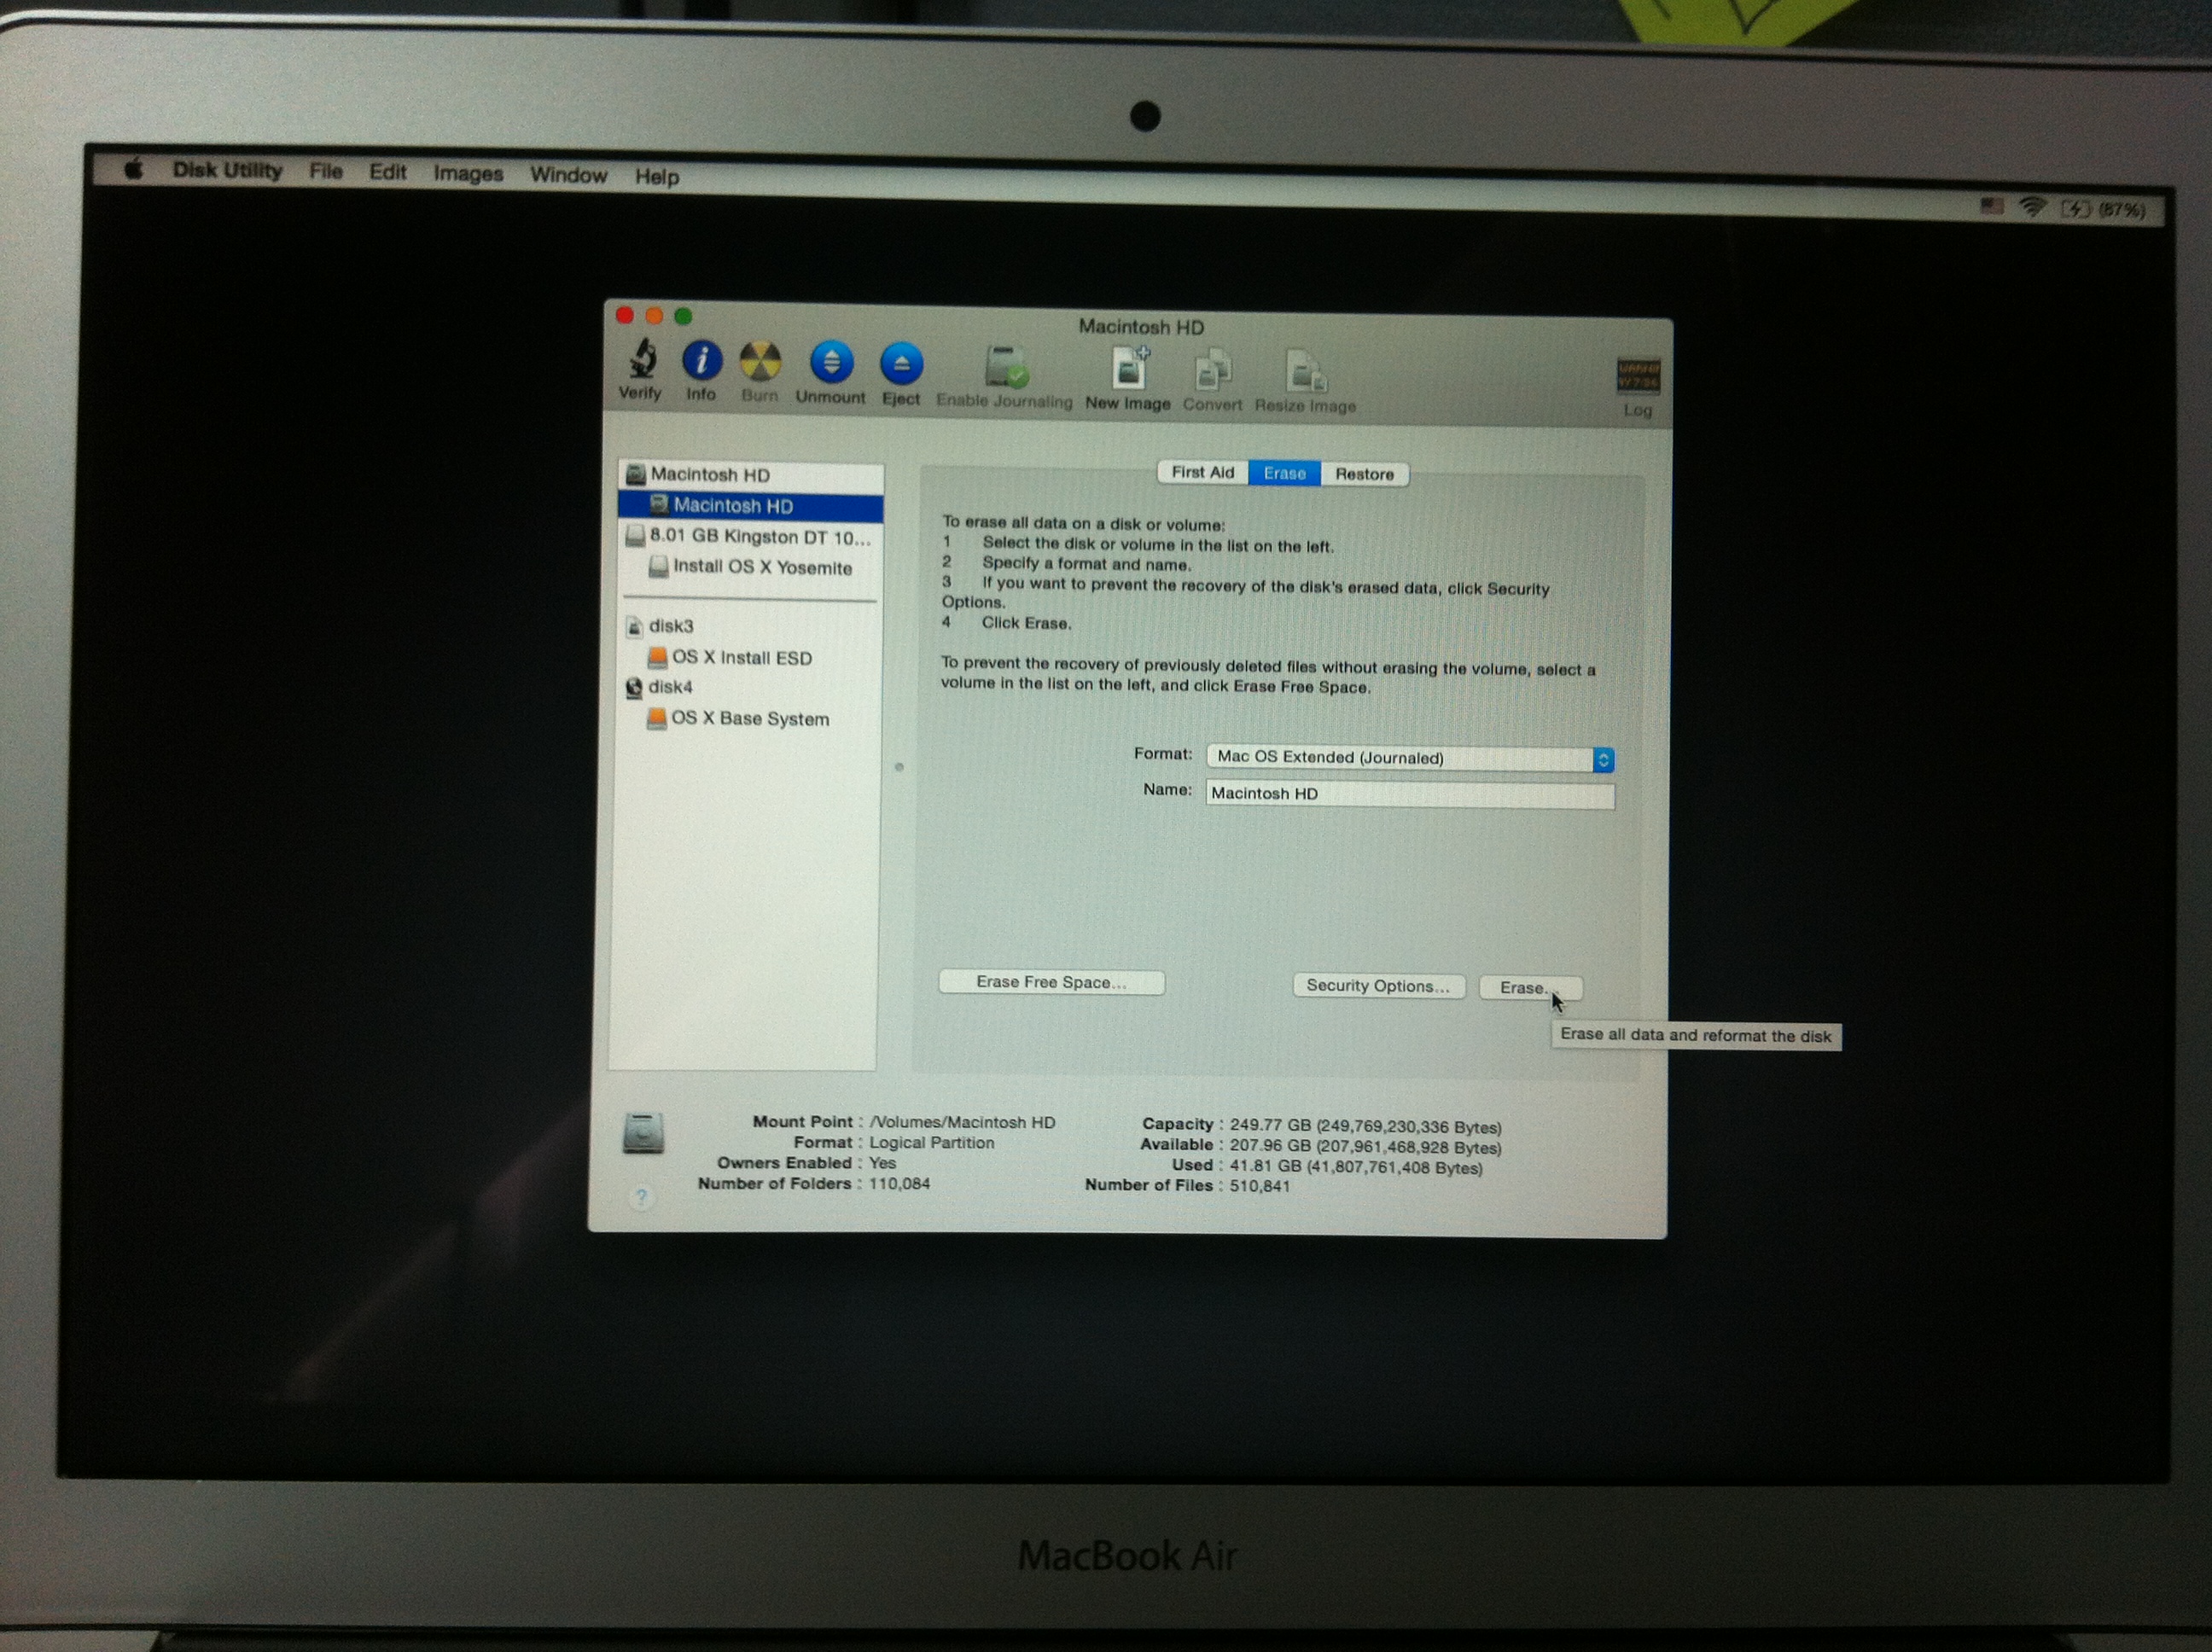 Disk Utility File Edit Images Window Help
(87%)
Macintosh HD
Verify Info Burn Unmount Eject Enable Journaling New Image Convert Resize Image Log
Macintosh HD
Macintosh HD
8.01 GB Kingston DT 10...
Install OS X Yosemite
disk3
OS X Install ESD
disk4
OS X Base System
First Aid Erase Restore
To erase all data on a disk or volume:
1 Select the disk or volume in the list on the left.
2 Specify a format and name.
3 If you want to prevent the recovery of the disk's erased data, click Security
Options.
4 Click Erase.
To prevent the recovery of previously deleted files without erasing the volume, select a
volume in the list on the left, and click Erase Free Space.
Format: Mac OS Extended (Journaled)
Name: Macintosh HD
Erase Free Space... Security Options... Erase...
Erase all data and reformat the disk
Mount Point : /Volumes/Macintosh HD
Format : Logical Partition
Owners Enabled : Yes
Number of Folders : 110,084
Capacity : 249.77 GB (249,769,230,336 Bytes)
Available : 207.96 GB (207,961,468,928 Bytes)
Used : 41.81 GB (41,807,761,408 Bytes)
Number of Files : 510,841
?
MacBook Air